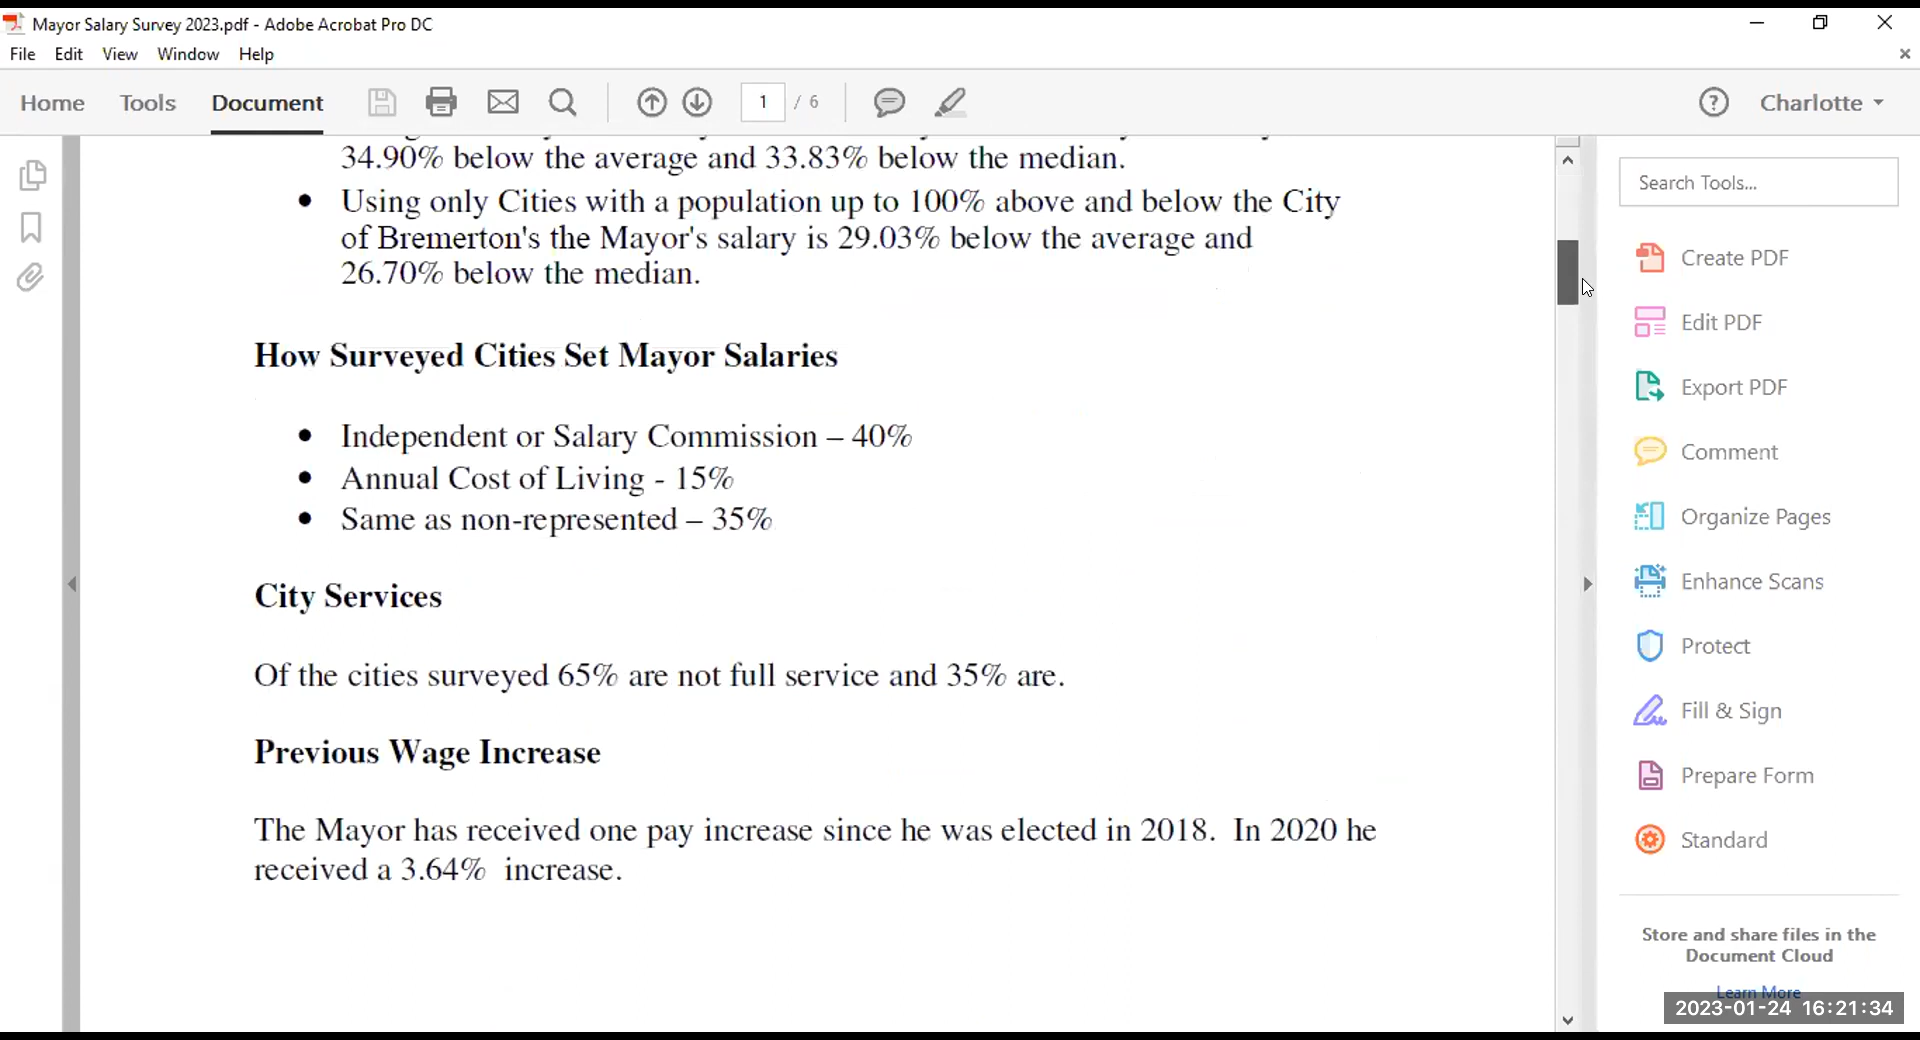 Mayor Salary Survey 2023.pdf - Adobe Acrobat Pro DC
File Edit View Window Help
Home Tools Document 1 / 6 Charlotte
34.90% below the average and 33.83% below the median.
• Using only Cities with a population up to 100% above and below the City
of Bremerton's the Mayor's salary is 29.03% below the average and
26.70% below the median.
How Surveyed Cities Set Mayor Salaries
• Independent or Salary Commission – 40%
• Annual Cost of Living - 15%
• Same as non-represented – 35%
City Services
Of the cities surveyed 65% are not full service and 35% are.
Previous Wage Increase
The Mayor has received one pay increase since he was elected in 2018. In 2020 he
received a 3.64% increase.
Search Tools...
Create PDF
Edit PDF
Export PDF
Comment
Organize Pages
Enhance Scans
Protect
Fill & Sign
Prepare Form
Standard
Store and share files in the
Document Cloud
Learn More
2023-01-24 16:21:34